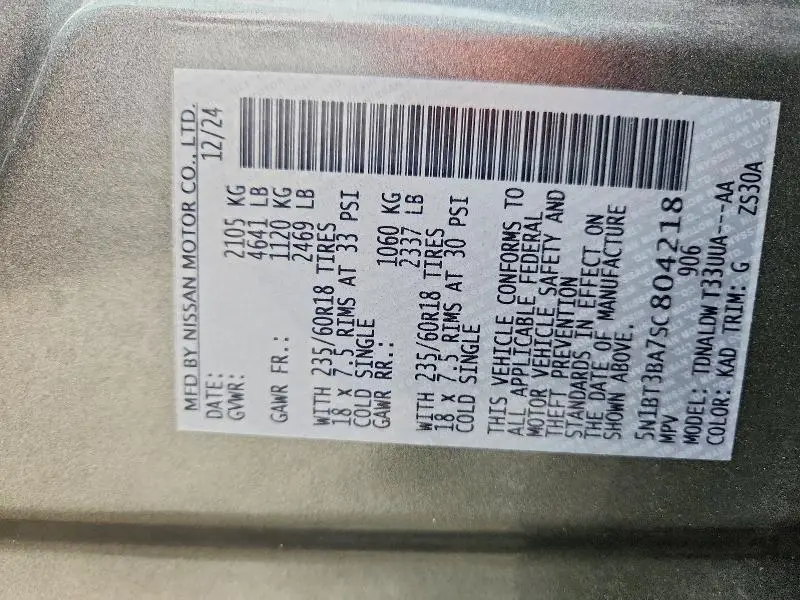 MFD BY NISSAN MOTOR CO., LTD.
DATE: 12/24
GVWR: 2105 KG
4641 LB
GAWR FR.: 1120 KG
2469 LB
WITH 235/60R18 TIRES
18 x 7.5 RIMS AT 33 PSI
COLD SINGLE
GAWR RR.: 1060 KG
2337 LB
WITH 235/60R18 TIRES
18 x 7.5 RIMS AT 30 PSI
COLD SINGLE
THIS VEHICLE CONFORMS TO
ALL APPLICABLE FEDERAL
MOTOR VEHICLE SAFETY AND
THEFT PREVENTION
STANDARDS IN EFFECT ON
THE DATE OF MANUFACTURE
SHOWN ABOVE.
5N1BT3BA7SC804218
MPV 906
MODEL: TDNALDWT33UUA---AA
COLOR: KAD TRIM: G ZS30A